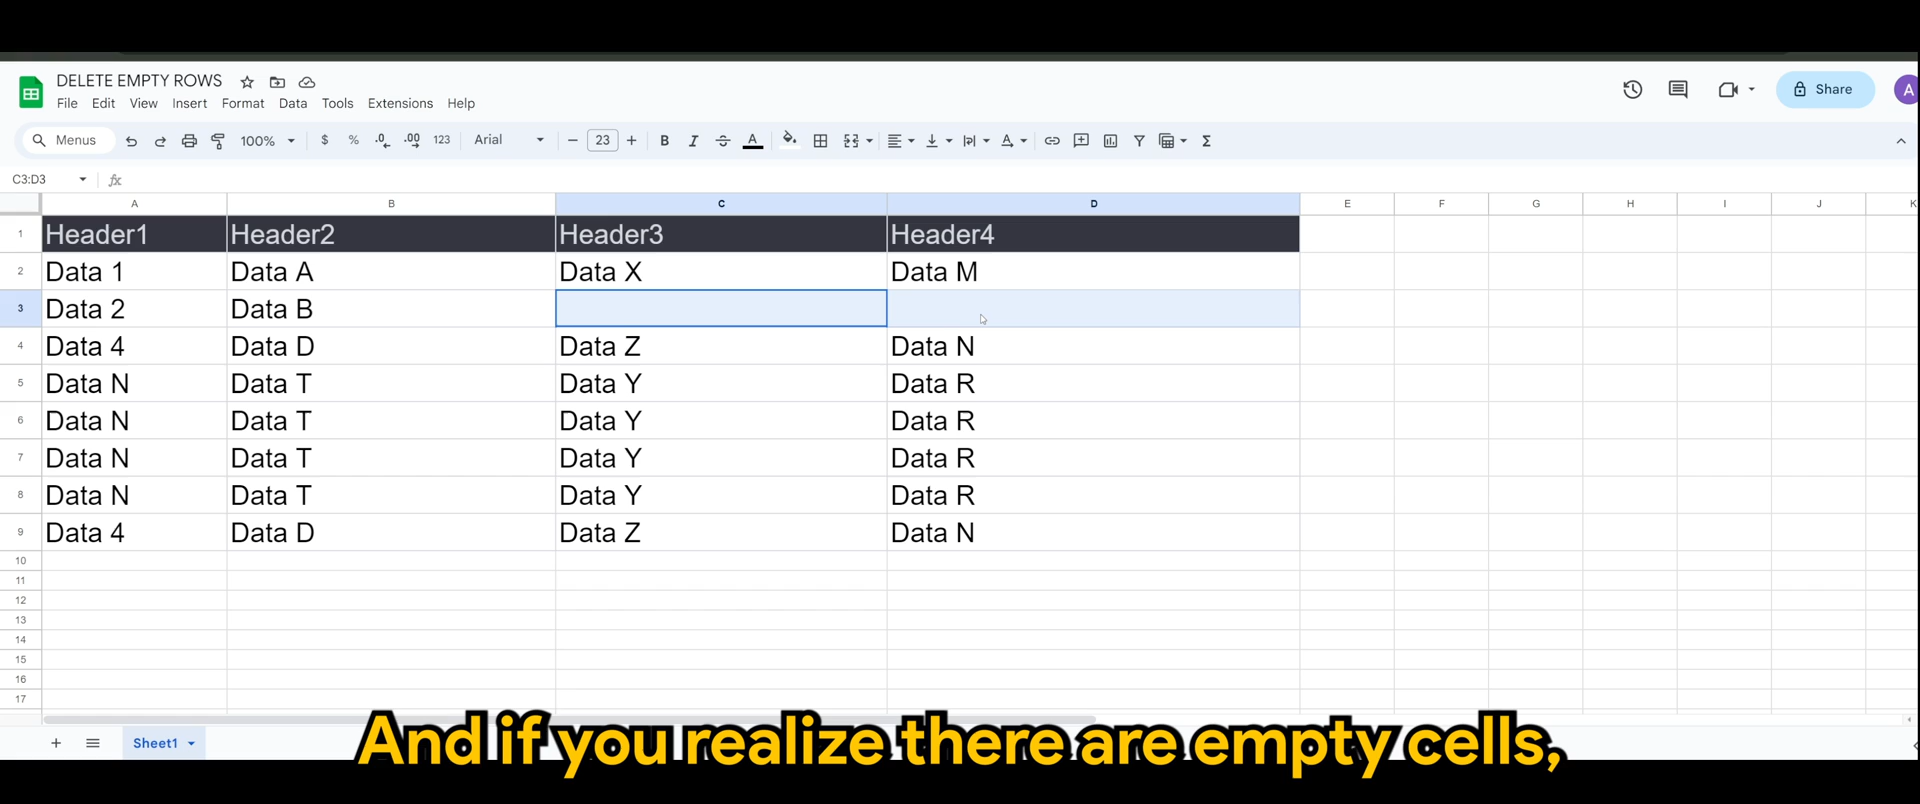 DELETE EMPTY ROWS
File Edit View Insert Format Data Tools Extensions Help
Share
A
Menus 100% $ % .0 .00 123 Arial − 23 + B I A A Σ
C3:D3 fx
A B C D E F G H I J K
1 Header1 Header2 Header3 Header4
2 Data 1 Data A Data X Data M
3 Data 2 Data B
4 Data 4 Data D Data Z Data N
5 Data N Data T Data Y Data R
6 Data N Data T Data Y Data R
7 Data N Data T Data Y Data R
8 Data N Data T Data Y Data R
9 Data 4 Data D Data Z Data N
10
11
12
13
14
15
16
17
Sheet1
And if you realize there are empty cells,